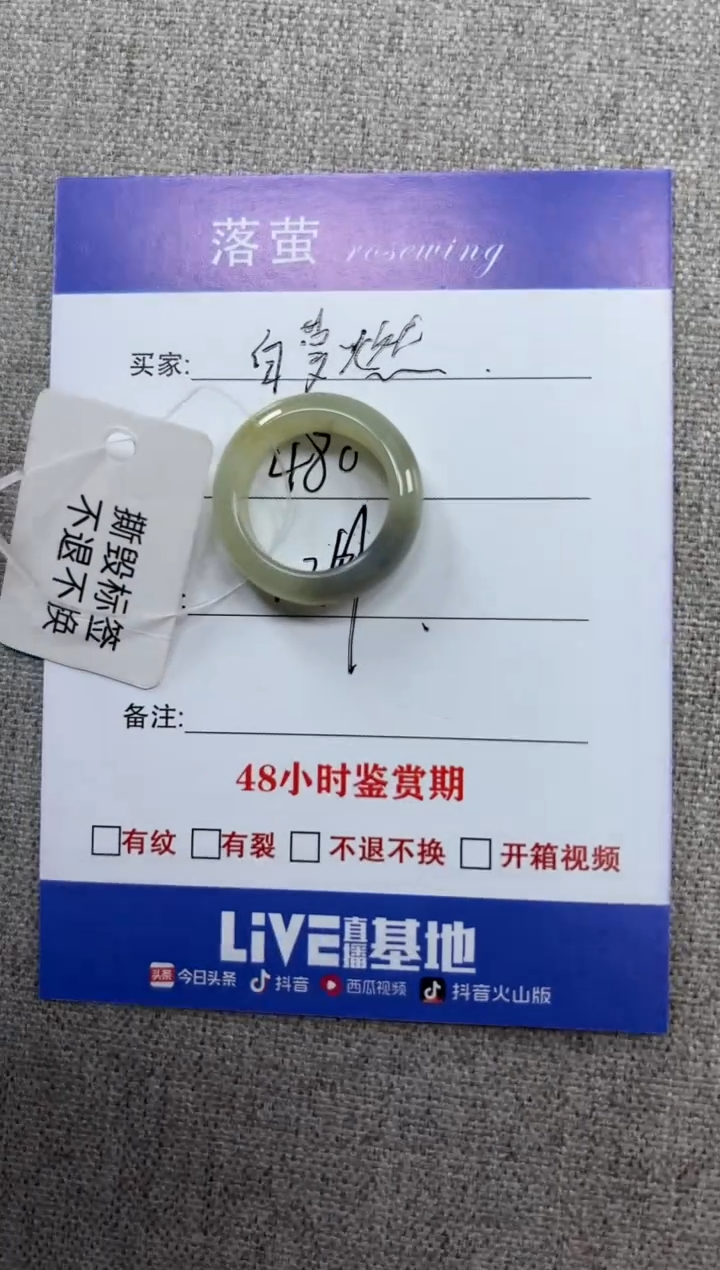 落萤 rosewing
买家:
480
:
备注:
48小时鉴赏期
有纹 有裂 不退不换 开箱视频
LiVE直播基地
头条 今日头条 抖音 西瓜视频 抖音火山版
撕毁标签
不退不换